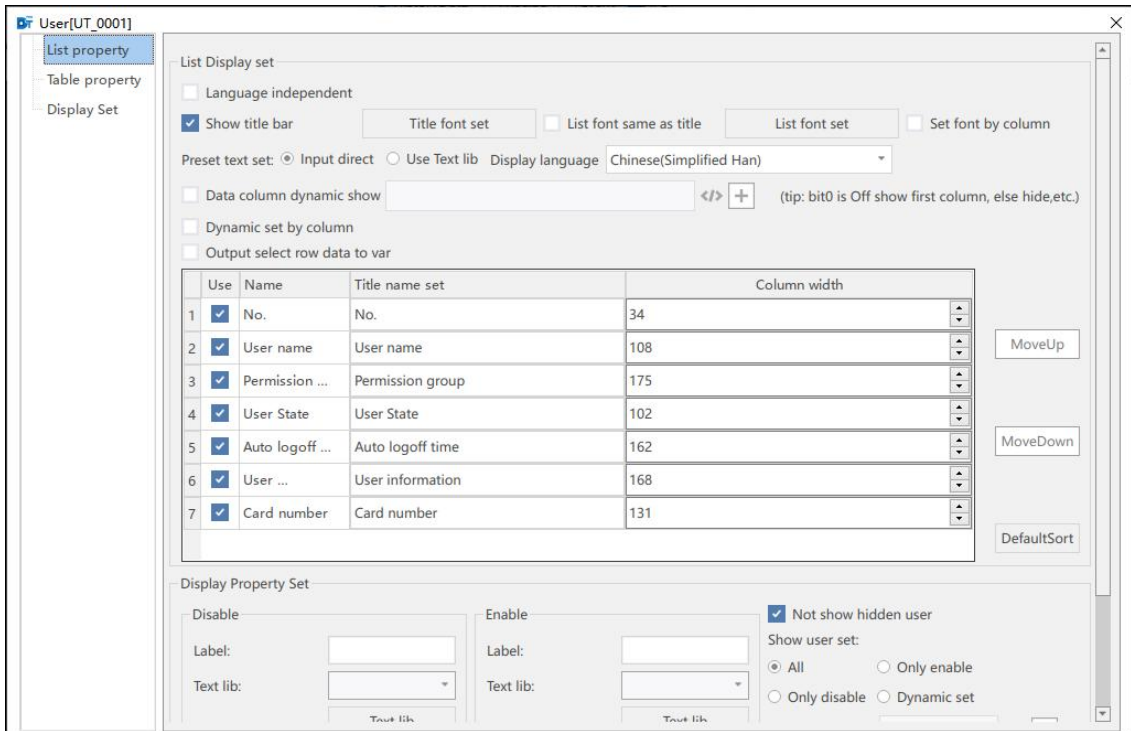 User[UT_0001]
List property
Table property
Display Set
List Display set
Language independent
Show title bar Title font set List font same as title List font set Set font by column
Preset text set: Input direct Use Text lib Display language Chinese(Simplified Han)
Data column dynamic show </> + (tip: bit0 is Off show first column, else hide,etc.)
Dynamic set by column
Output select row data to var
Use Name Title name set Column width
1 No. No. 34
2 User name User name 108
3 Permission ... Permission group 175
4 User State User State 102
5 Auto logoff ... Auto logoff time 162
6 User ... User information 168
7 Card number Card number 131
MoveUp
MoveDown
DefaultSort
Display Property Set
Disable Enable Not show hidden user
Label: Label: Show user set:
All Only enable
Text lib: Text lib:
Only disable Dynamic set
Text lib Text lib